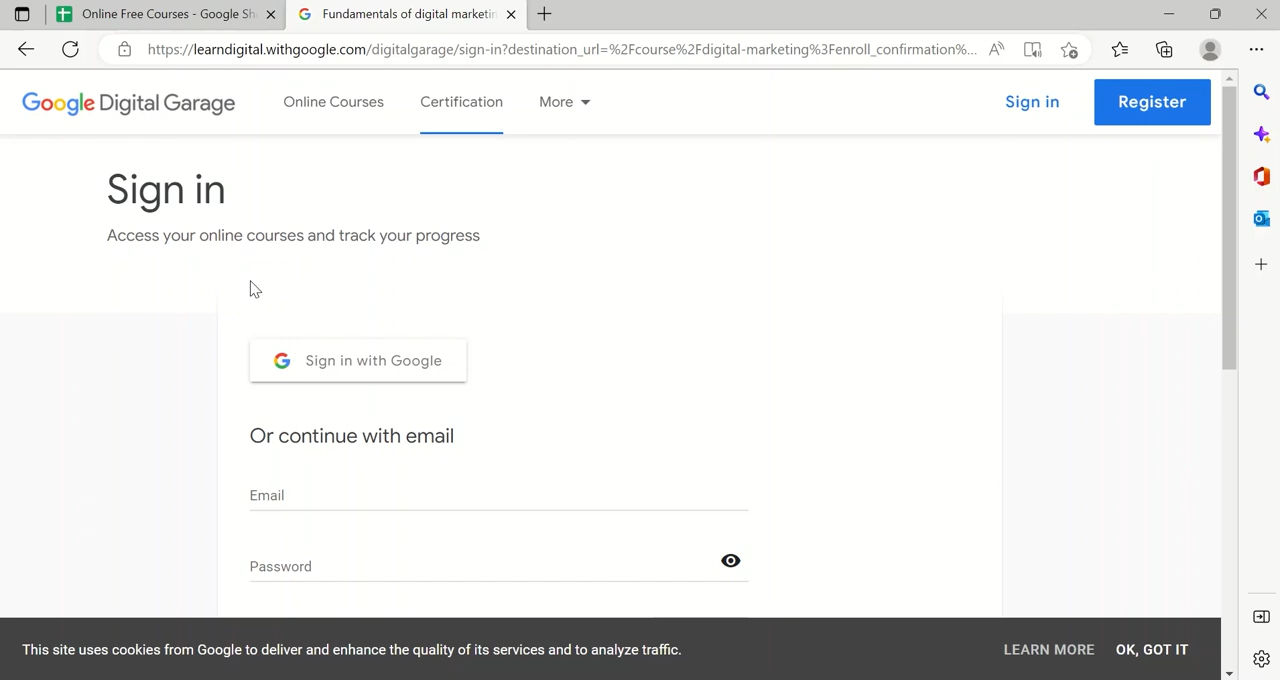 Online Free Courses - Google She
Fundamentals of digital marketin
https://learndigital.withgoogle.com/digitalgarage/sign-in?destination_url=%2Fcourse%2Fdigital-marketing%3Fenroll_confirmation%...
Google Digital Garage
Online Courses
Certification
More
Sign in
Register
Sign in
Access your online courses and track your progress
Sign in with Google
Or continue with email
Email
Password
This site uses cookies from Google to deliver and enhance the quality of its services and to analyze traffic.
LEARN MORE
OK, GOT IT